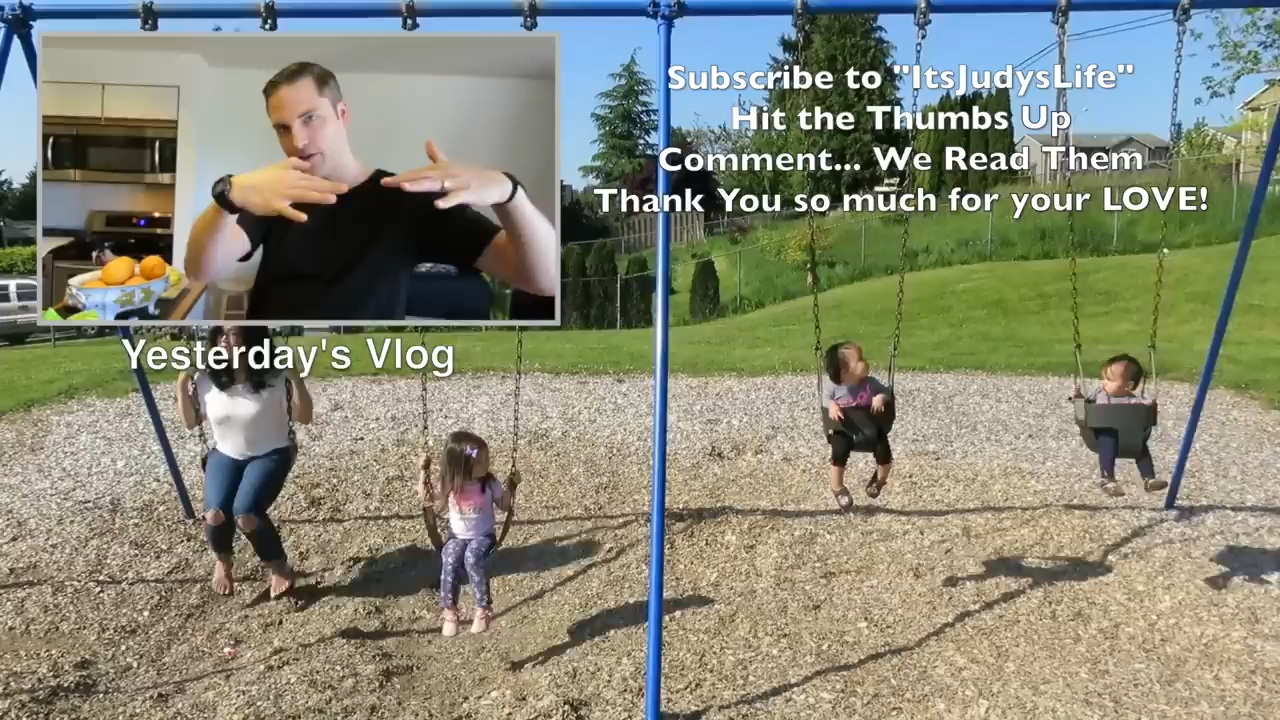 Subscribe to "ItsJudysLife"
Hit the Thumbs Up
Comment... We Read Them
Thank You so much for your LOVE!
Yesterday's Vlog